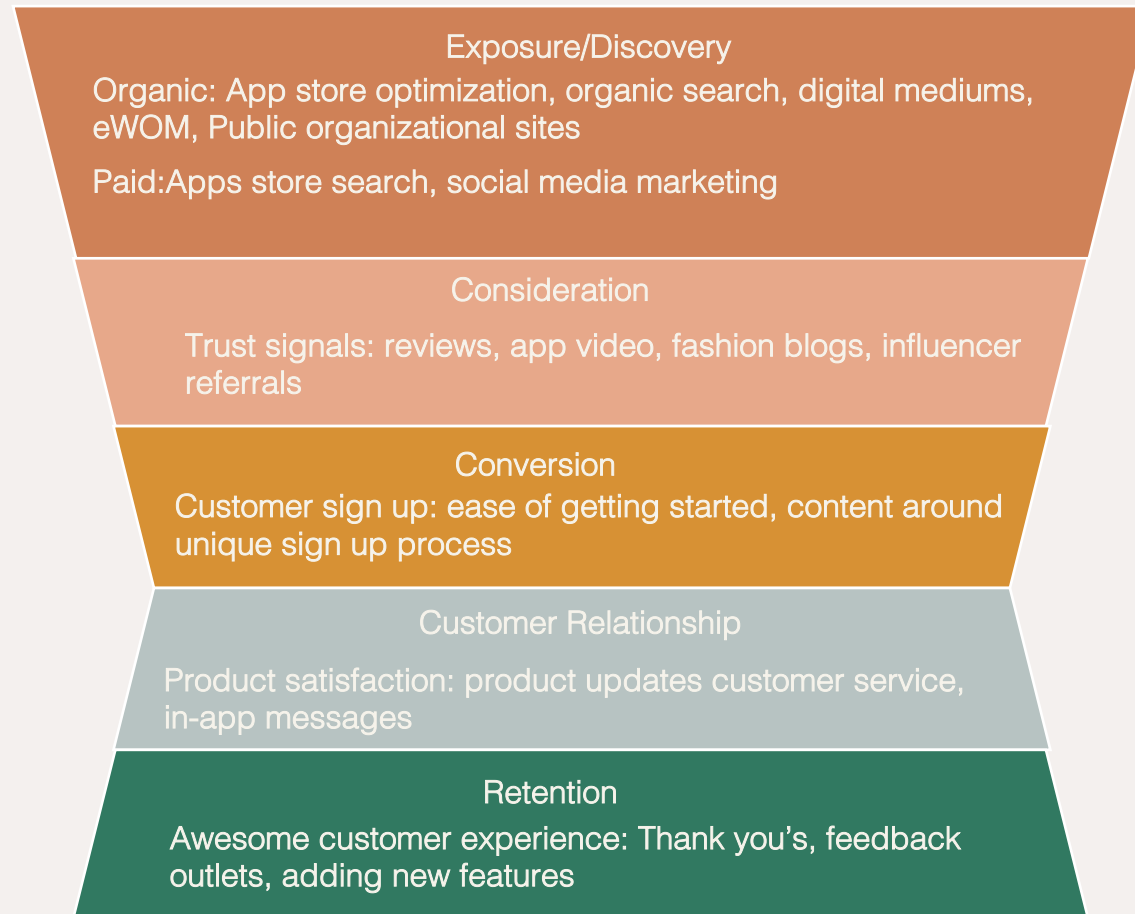 Exposure/Discovery
Organic: App store optimization, organic search, digital mediums,
eWOM, Public organizational sites
Paid:Apps store search, social media marketing
Consideration
Trust signals: reviews, app video, fashion blogs, influencer
referrals
Conversion
Customer sign up: ease of getting started, content around
unique sign up process
Customer Relationship
Product satisfaction: product updates customer service,
in-app messages
Retention
Awesome customer experience: Thank you’s, feedback
outlets, adding new features